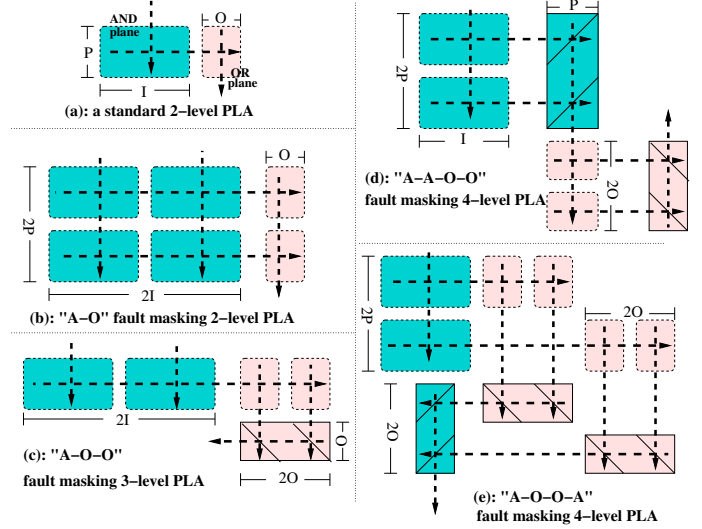 AND
plane
O
P
I
OR
plane
(a): a standard 2−level PLA
O
2P
2I
(b): "A−O" fault masking 2−level PLA
2I
O
2O
(c): "A−O−O"
fault masking 3−level PLA
P
2P
I
2O
(d): "A−A−O−O"
fault masking 4−level PLA
2P
2O
2O
(e): "A−O−O−A"
fault masking 4−level PLA